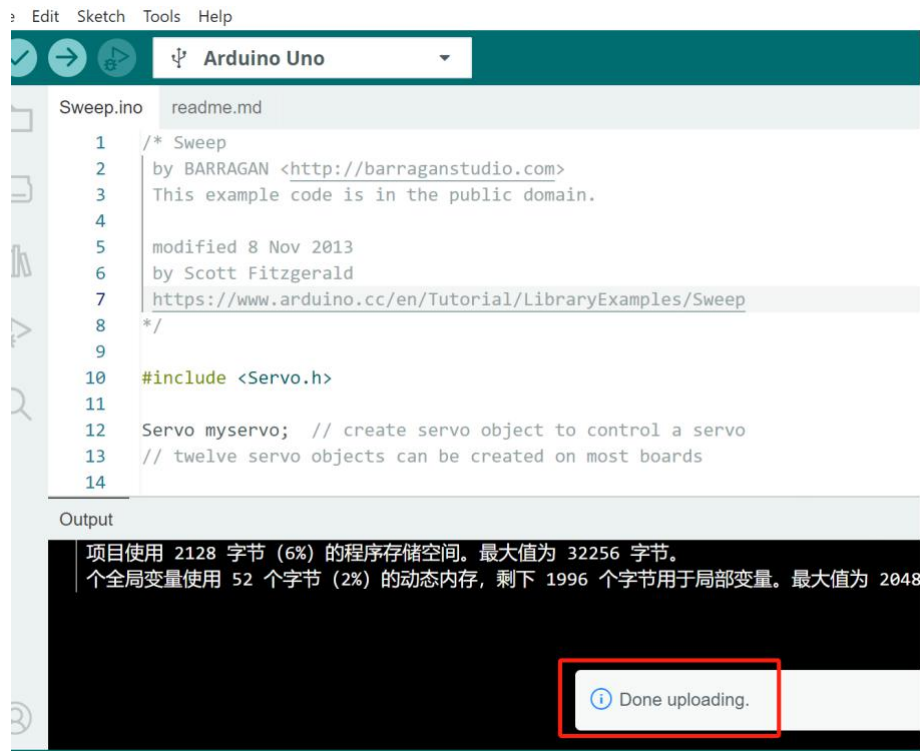 Edit Sketch Tools Help
Arduino Uno
Sweep.ino readme.md
1 /* Sweep
2 by BARRAGAN <http://barraganstudio.com>
3 This example code is in the public domain.
4
5 modified 8 Nov 2013
6 by Scott Fitzgerald
7 https://www.arduino.cc/en/Tutorial/LibraryExamples/Sweep
8 */
9
10 #include <Servo.h>
11
12 Servo myservo; // create servo object to control a servo
13 // twelve servo objects can be created on most boards
14
Output
项目使用 2128 字节 (6%) 的程序存储空间。最大值为 32256 字节。
个全局变量使用 52 个字节 (2%) 的动态内存，剩下 1996 个字节用于局部变量。最大值为 2048
Done uploading.